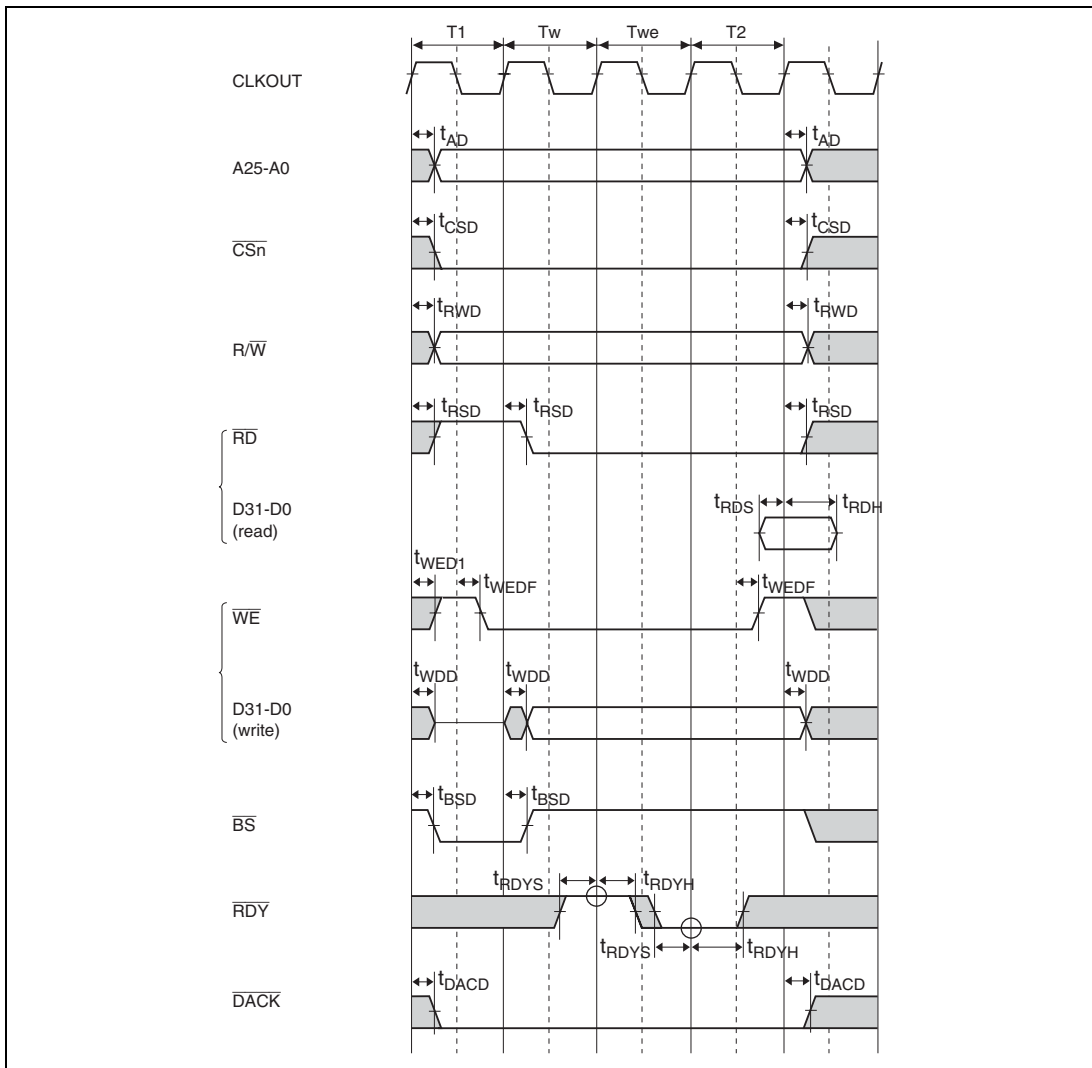 T1 Tw Twe T2
CLKOUT
tAD tAD
A25-A0
tCSD tCSD
CSn
tRWD tRWD
R/W
tRSD tRSD tRSD
RD
tRDS tRDH
D31-D0
(read)
tWED1 tWEDF tWEDF
WE
tWDD tWDD tWDD
D31-D0
(write)
tBSD tBSD
BS
tRDYS tRDYH
RDY
tRDYS tRDYH
tDACD tDACD
DACK